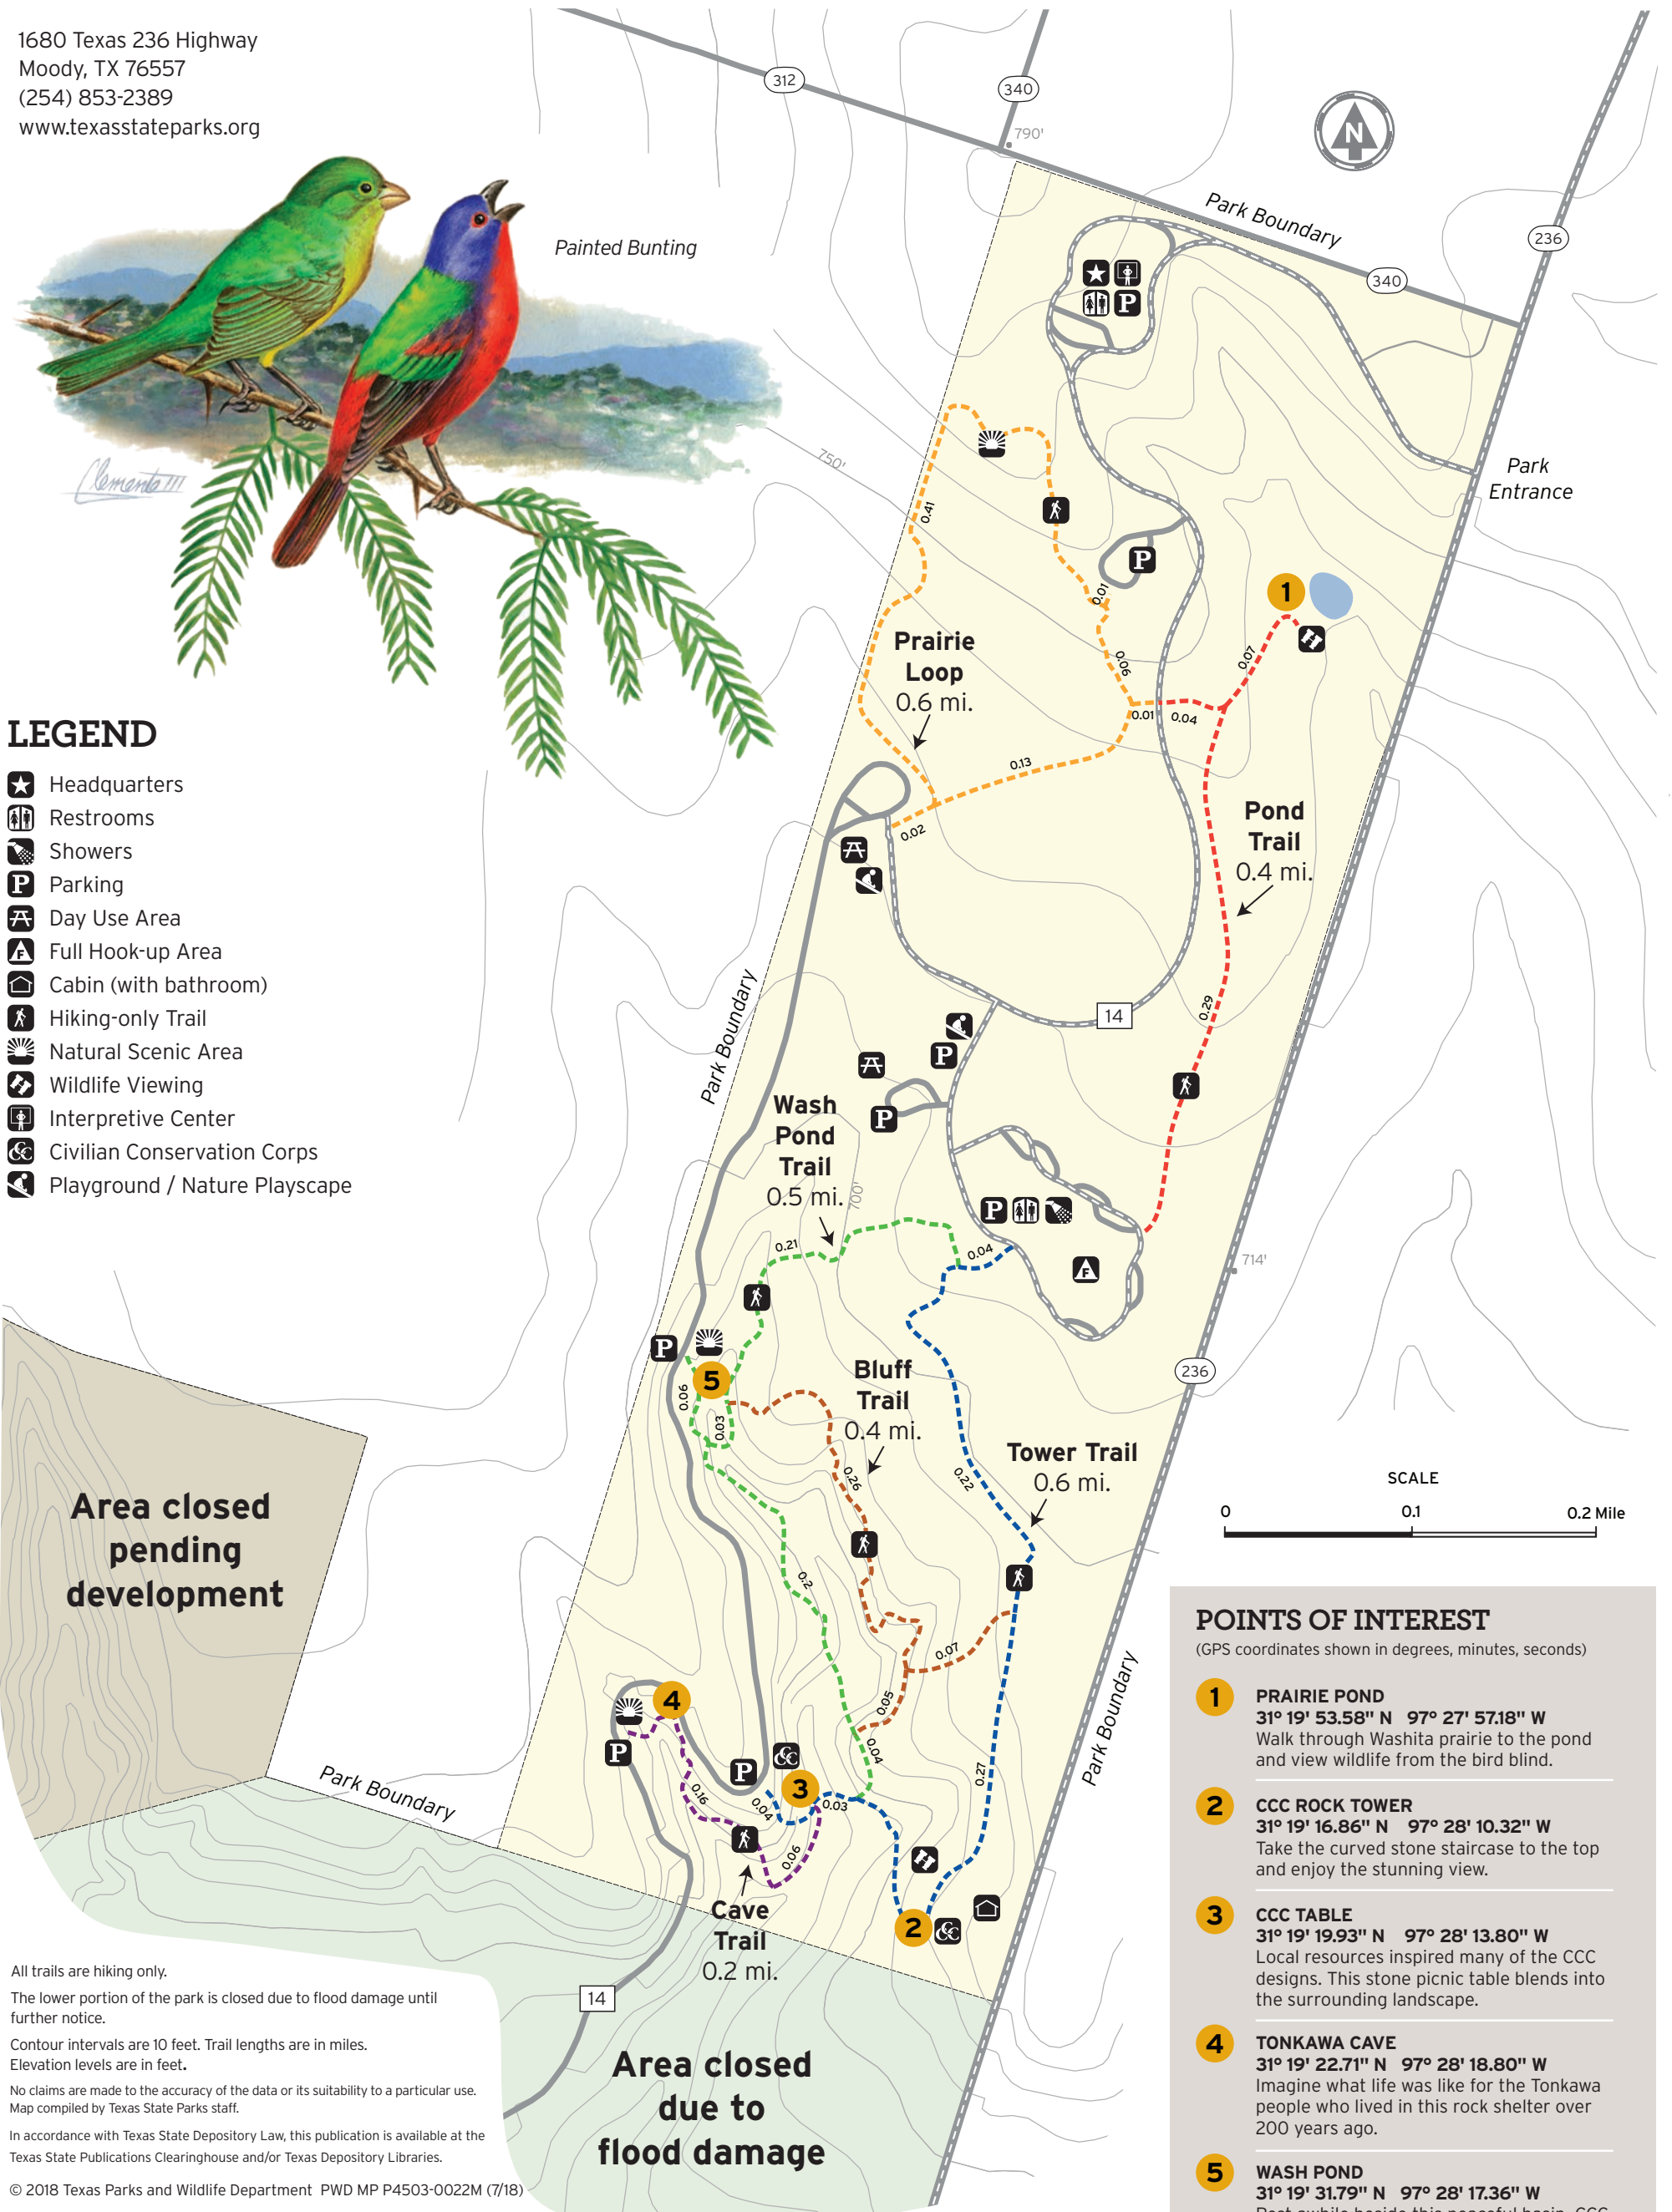 1680 Texas 236 Highway
Moody, TX 76557
(254) 853-2389
www.texasstateparks.org
Painted Bunting
Clemente III
312
340
790'
N
Park Boundary
340
236
Park
Entrance
750'
0.41
P
P
0.01
1
0.07
0.06
0.01
0.04
Prairie
Loop
0.6 mi.
0.13
0.02
Pond
Trail
0.4 mi.
0.29
14
Park Boundary
P
P
LEGEND
Headquarters
Restrooms
Showers
P Parking
Day Use Area
F Full Hook-up Area
Cabin (with bathroom)
Hiking-only Trail
Natural Scenic Area
Wildlife Viewing
Interpretive Center
CCC Civilian Conservation Corps
Playground / Nature Playscape
Wash
Pond
Trail
0.5 mi.
700'
0.21
0.04
P
F
714'
P
5
0.06
0.03
236
Bluff
Trail
0.4 mi.
0.26
0.22
Tower Trail
0.6 mi.
SCALE
0
0.1
0.2 Mile
0.2
0.07
0.05
0.04
0.27
Park Boundary
Area closed
pending
development
Park Boundary
4
P
P
CCC
3
0.03
0.04
0.16
0.06
2
CCC
Cave
Trail
0.2 mi.
14
Area closed
due to
flood damage
POINTS OF INTEREST
(GPS coordinates shown in degrees, minutes, seconds)
1 PRAIRIE POND
31° 19' 53.58" N 97° 27' 57.18" W
Walk through Washita prairie to the pond
and view wildlife from the bird blind.
2 CCC ROCK TOWER
31° 19' 16.86" N 97° 28' 10.32" W
Take the curved stone staircase to the top
and enjoy the stunning view.
3 CCC TABLE
31° 19' 19.93" N 97° 28' 13.80" W
Local resources inspired many of the CCC
designs. This stone picnic table blends into
the surrounding landscape.
4 TONKAWA CAVE
31° 19' 22.71" N 97° 28' 18.80" W
Imagine what life was like for the Tonkawa
people who lived in this rock shelter over
200 years ago.
5 WASH POND
31° 19' 31.79" N 97° 28' 17.36" W
All trails are hiking only.
The lower portion of the park is closed due to flood damage until
further notice.
Contour intervals are 10 feet. Trail lengths are in miles.
Elevation levels are in feet.
No claims are made to the accuracy of the data or its suitability to a particular use.
Map compiled by Texas State Parks staff.
In accordance with Texas State Depository Law, this publication is available at the
Texas State Publications Clearinghouse and/or Texas Depository Libraries.
© 2018 Texas Parks and Wildlife Department PWD MP P4503-0022M (7/18)